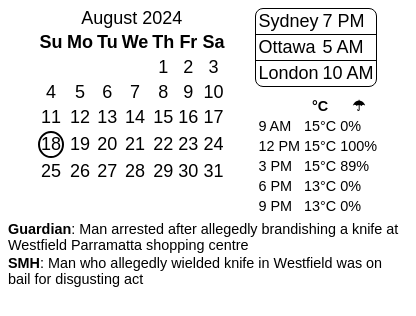 August 2024
Su Mo Tu We Th Fr Sa
1 2 3
4 5 6 7 8 9 10
11 12 13 14 15 16 17
18 19 20 21 22 23 24
25 26 27 28 29 30 31
Sydney 7 PM
Ottawa 5 AM
London 10 AM
°C ☂
9 AM 15°C 0%
12 PM 15°C 100%
3 PM 15°C 89%
6 PM 13°C 0%
9 PM 13°C 0%
Guardian: Man arrested after allegedly brandishing a knife at
Westfield Parramatta shopping centre
SMH: Man who allegedly wielded knife in Westfield was on
bail for disgusting act